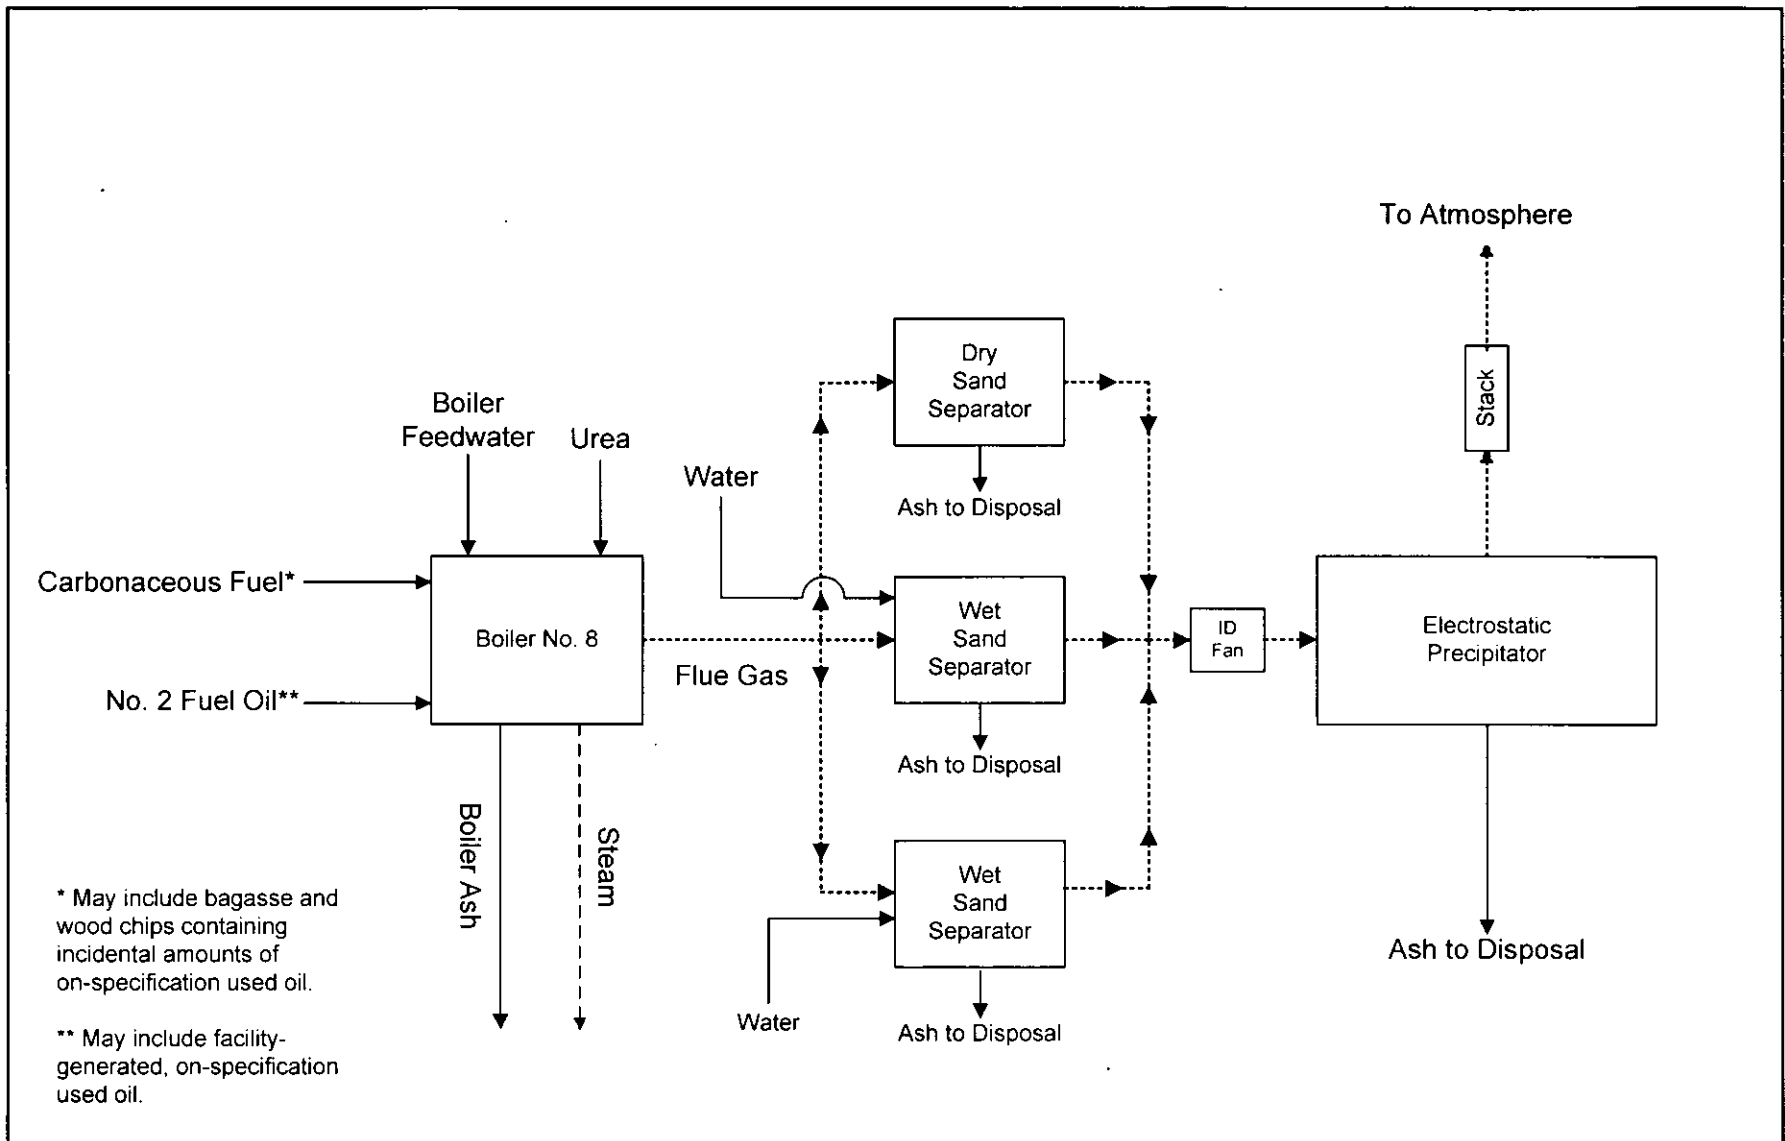 To Atmosphere
Stack
Dry
Sand
Separator
Ash to Disposal
Boiler
Feedwater
Urea
Water
Carbonaceous Fuel*
No. 2 Fuel Oil**
Boiler No. 8
Flue Gas
Wet
Sand
Separator
Ash to Disposal
ID
Fan
Electrostatic
Precipitator
Ash to Disposal
Boiler Ash
Steam
Wet
Sand
Separator
Water
Ash to Disposal
* May include bagasse and
wood chips containing
incidental amounts of
on-specification used oil.
** May include facility-
generated, on-specification
used oil.